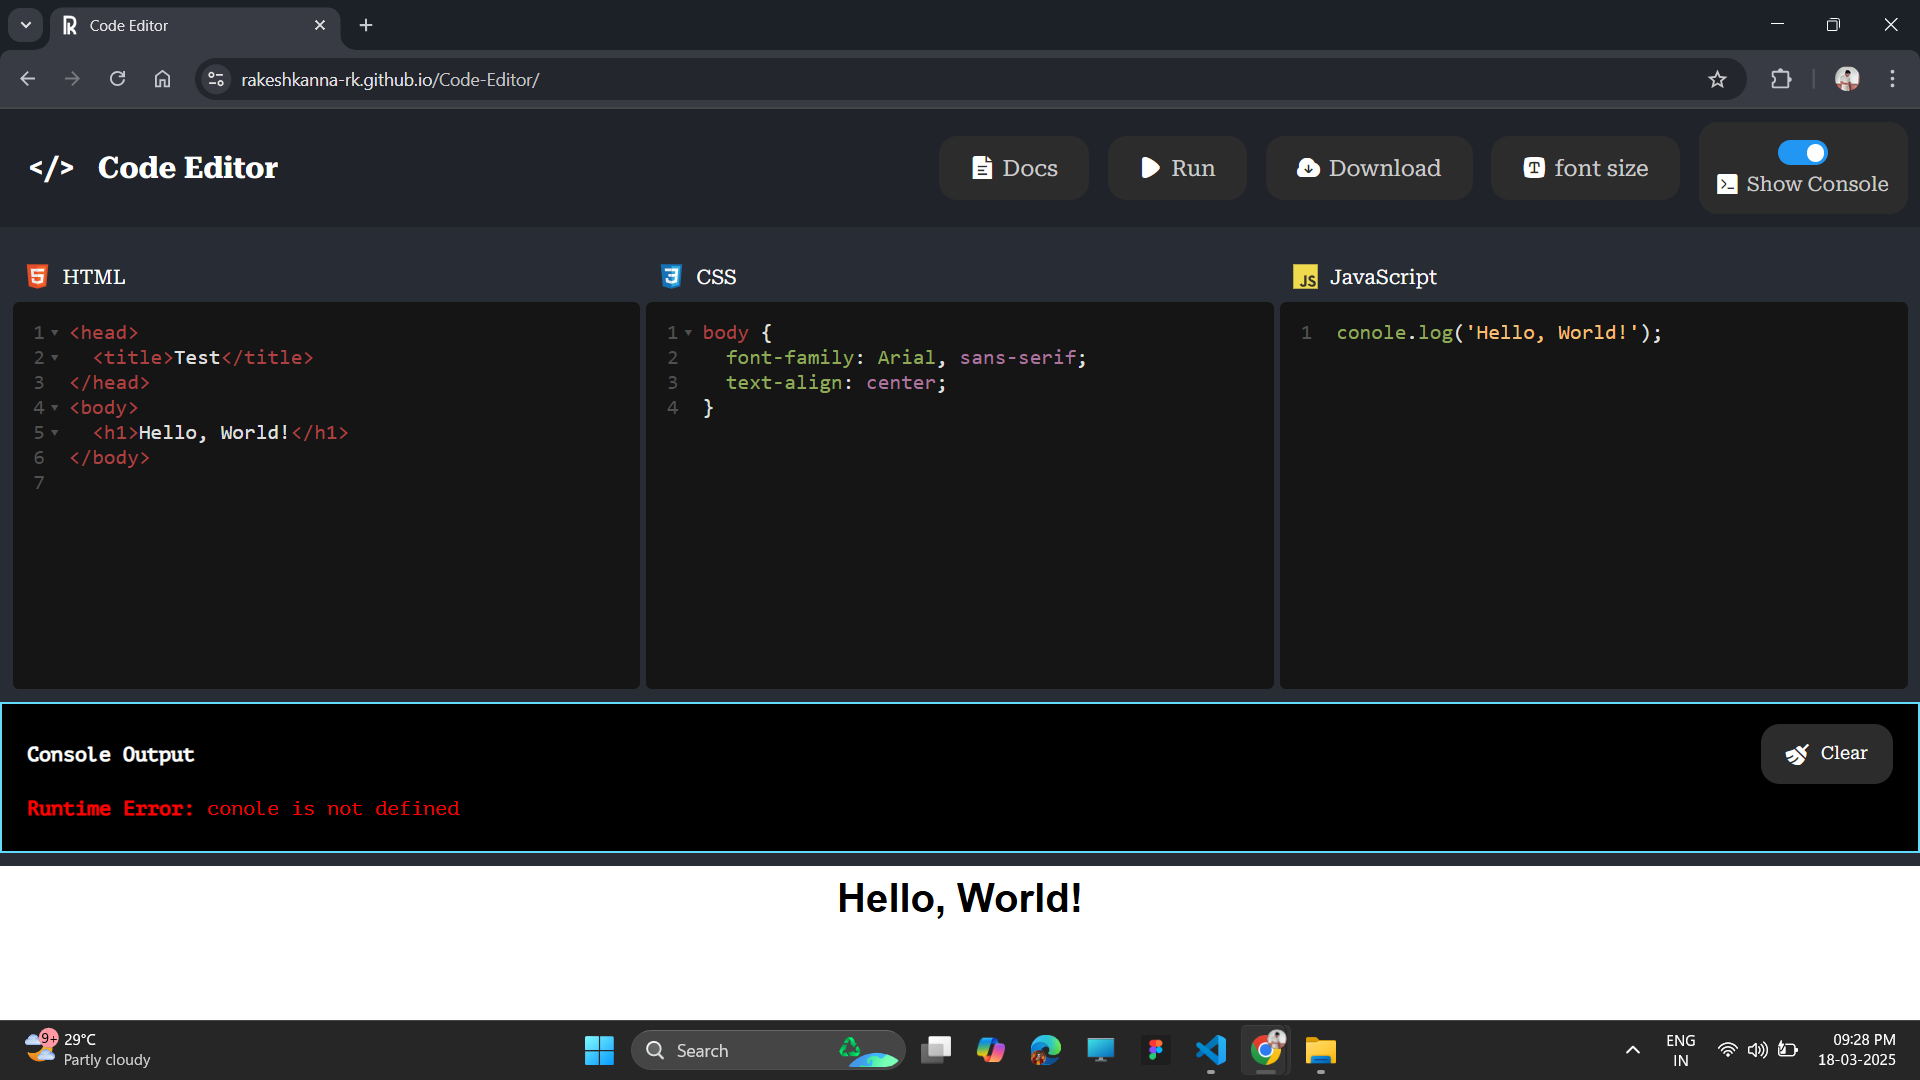 Code Editor
rakeshkanna-rk.github.io/Code-Editor/
</> Code Editor
Docs
Run
Download
T font size
Show Console
HTML
1 <head>
2 <title>Test</title>
3 </head>
4 <body>
5 <h1>Hello, World!</h1>
6 </body>
7
CSS
1 body {
2 font-family: Arial, sans-serif;
3 text-align: center;
4 }
JS JavaScript
1 conole.log('Hello, World!');
Console Output
Clear
Runtime Error: conole is not defined
Hello, World!
9+ 29°C
Partly cloudy
Search
ENG
IN
09:28 PM
18-03-2025